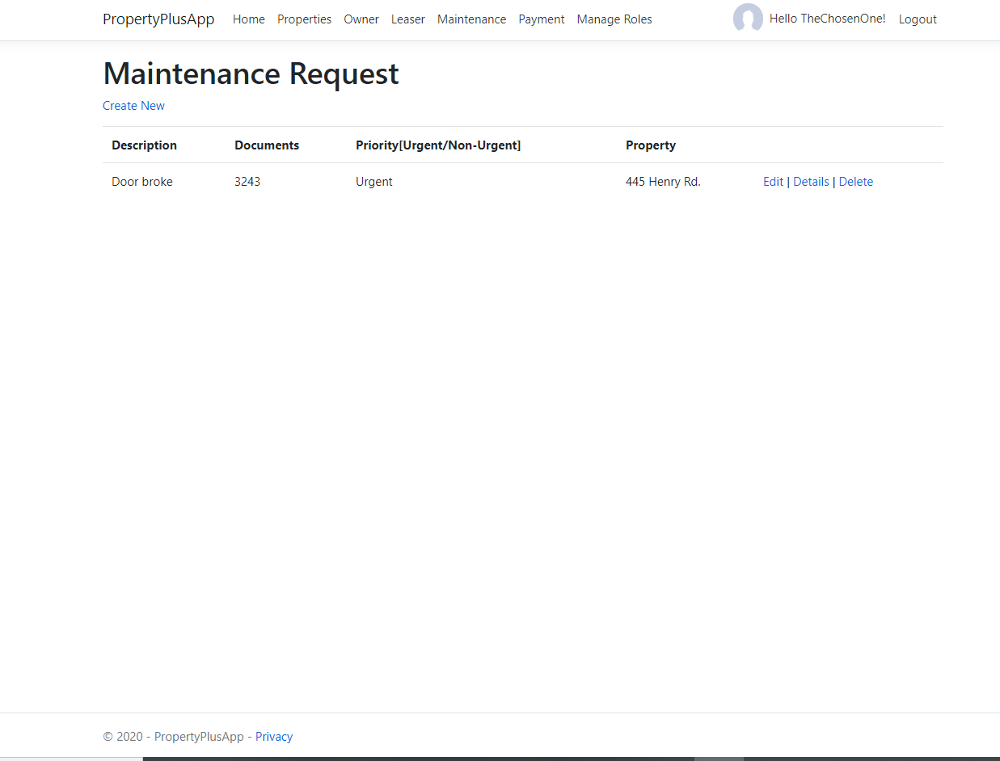 PropertyPlusApp Home Properties Owner Leaser Maintenance Payment Manage Roles Hello TheChosenOne! Logout
Maintenance Request
Create New
Description Documents Priority[Urgent/Non-Urgent] Property
Door broke 3243 Urgent 445 Henry Rd. Edit | Details | Delete
© 2020 - PropertyPlusApp - Privacy